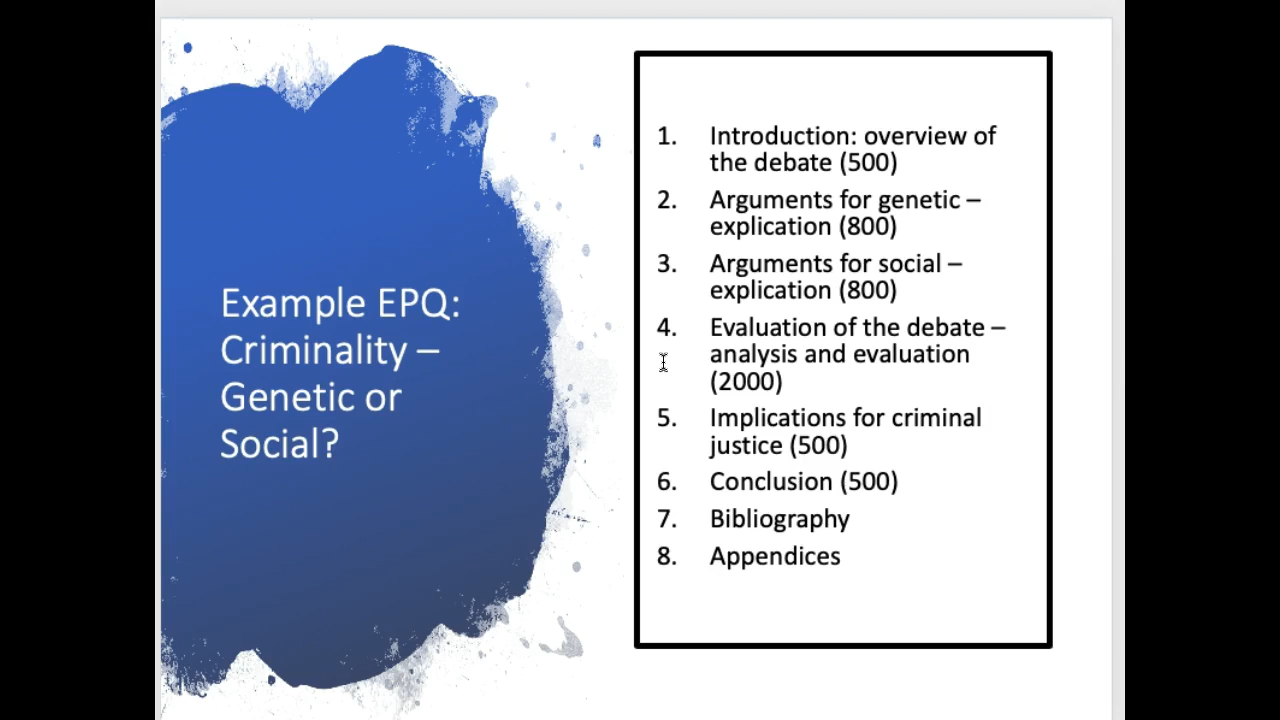 Example EPQ:
Criminality –
Genetic or
Social?
1. Introduction: overview of
the debate (500)
2. Arguments for genetic –
explication (800)
3. Arguments for social –
explication (800)
4. Evaluation of the debate –
analysis and evaluation
(2000)
5. Implications for criminal
justice (500)
6. Conclusion (500)
7. Bibliography
8. Appendices